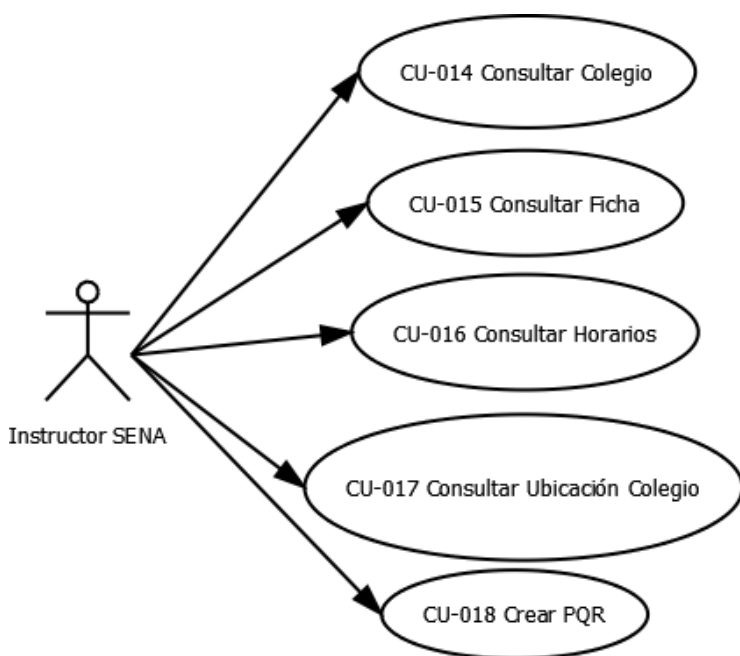 CU-014 Consultar Colegio
CU-015 Consultar Ficha
CU-016 Consultar Horarios
Instructor SENA
CU-017 Consultar Ubicación Colegio
CU-018 Crear PQR